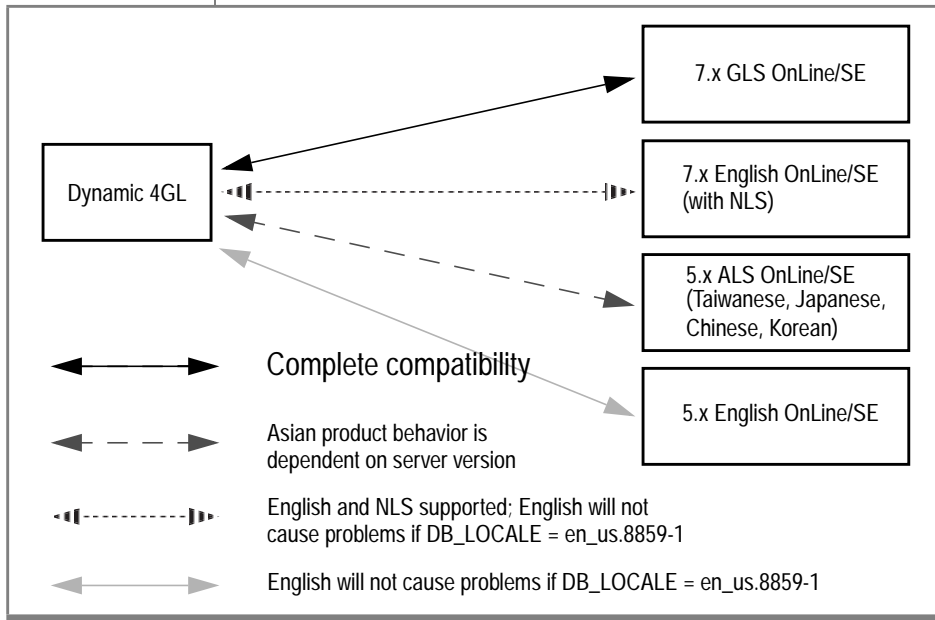 7.x GLS OnLine/SE
Dynamic 4GL
7.x English OnLine/SE
(with NLS)
5.x ALS OnLine/SE
(Taiwanese, Japanese,
Chinese, Korean)
5.x English OnLine/SE
Complete compatibility
Asian product behavior is
dependent on server version
English and NLS supported; English will not
cause problems if DB_LOCALE = en_us.8859-1
English will not cause problems if DB_LOCALE = en_us.8859-1